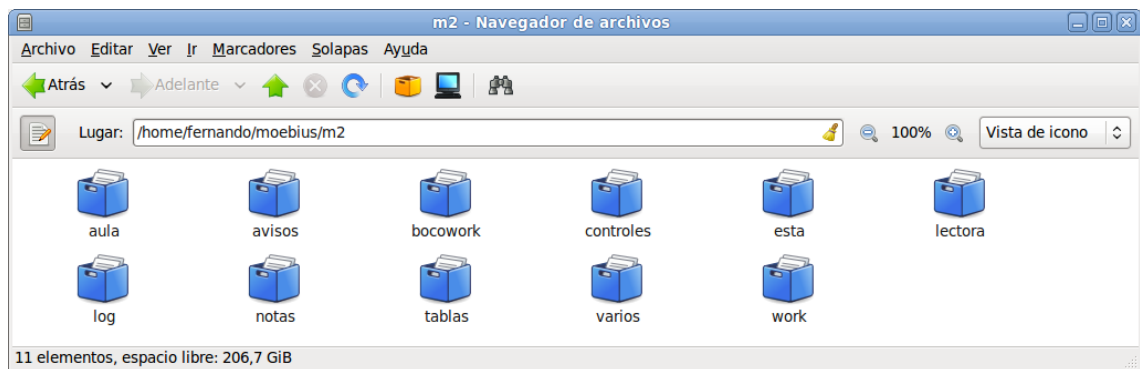 m2 - Navegador de archivos
Archivo Editar Ver Ir Marcadores Solapas Ayuda
Atrás Adelante
Lugar: /home/fernando/moebius/m2 100% Vista de icono
aula avisos bocowork controles esta lectora
log notas tablas varios work
11 elementos, espacio libre: 206,7 GiB